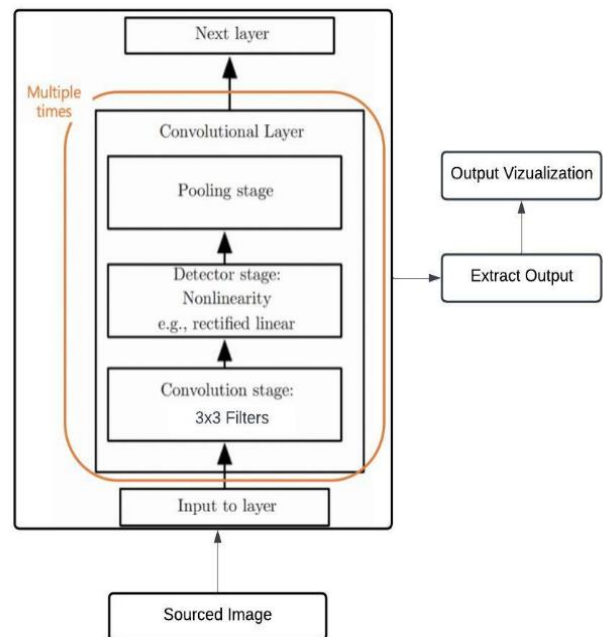 Next layer
Multiple
times
Convolutional Layer
Pooling stage
Output Vizualization
Detector stage:
Nonlinearity
e.g., rectified linear
Extract Output
Convolution stage:
3x3 Filters
Input to layer
Sourced Image